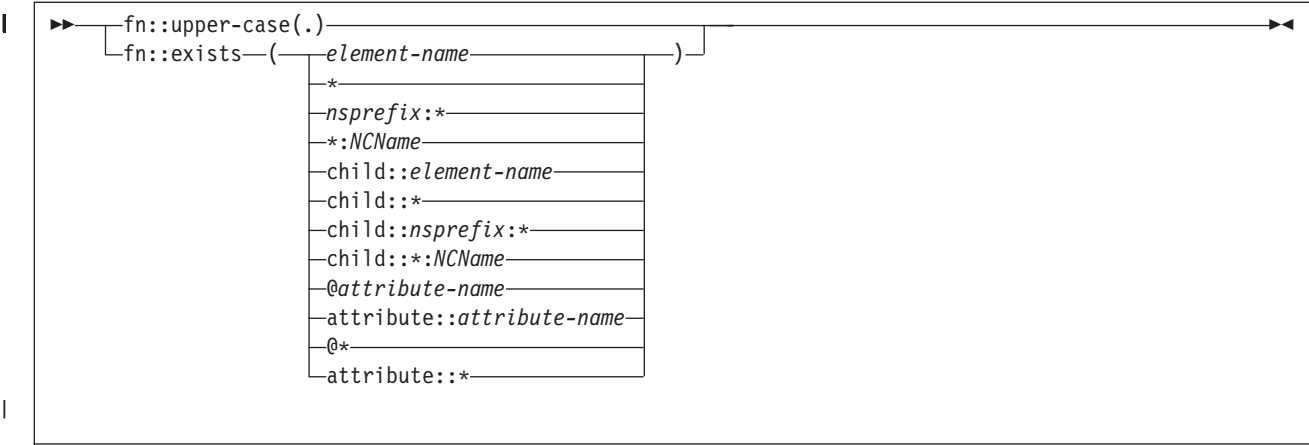 fn::upper-case(.)
fn::exists ( element-name )
*
nsprefix:*
*:NCName
child::element-name
child::*
child::nsprefix:*
child::*:NCName
@attribute-name
attribute::attribute-name
@*
attribute::*